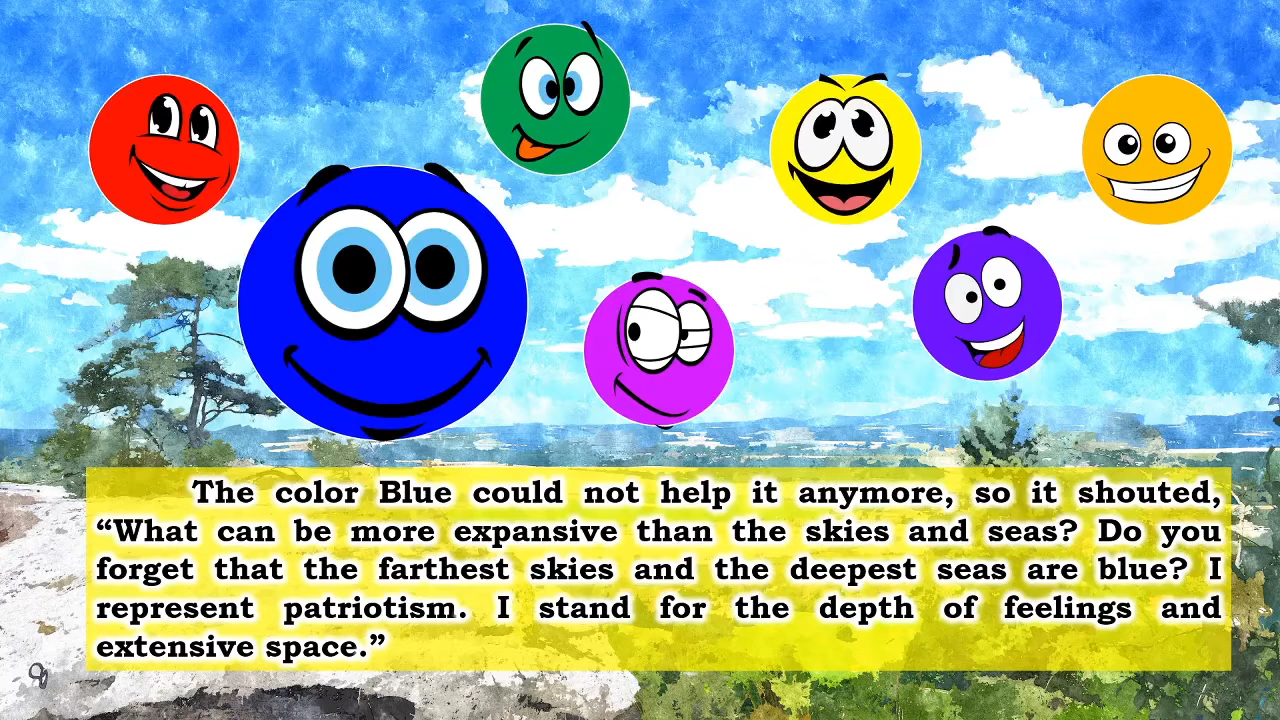 The color Blue could not help it anymore, so it shouted,
“What can be more expansive than the skies and seas? Do you
forget that the farthest skies and the deepest seas are blue? I
represent patriotism. I stand for the depth of feelings and
extensive space.”